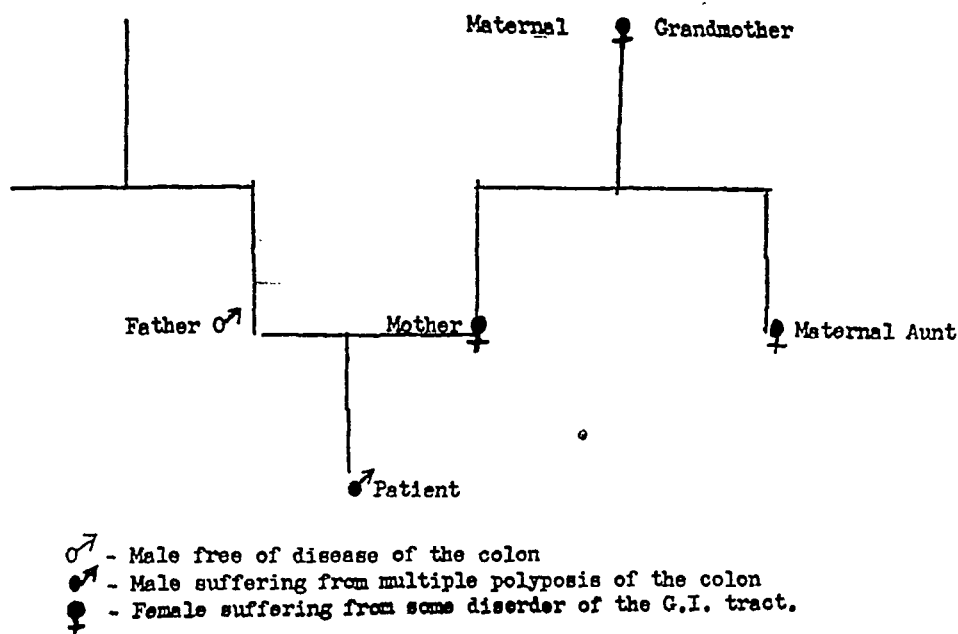 Maternal Grandmother
Father Mother Maternal Aunt
Patient
- Male free of disease of the colon
- Male suffering from multiple polyposis of the colon
- Female suffering from some diserder of the G.I. tract.